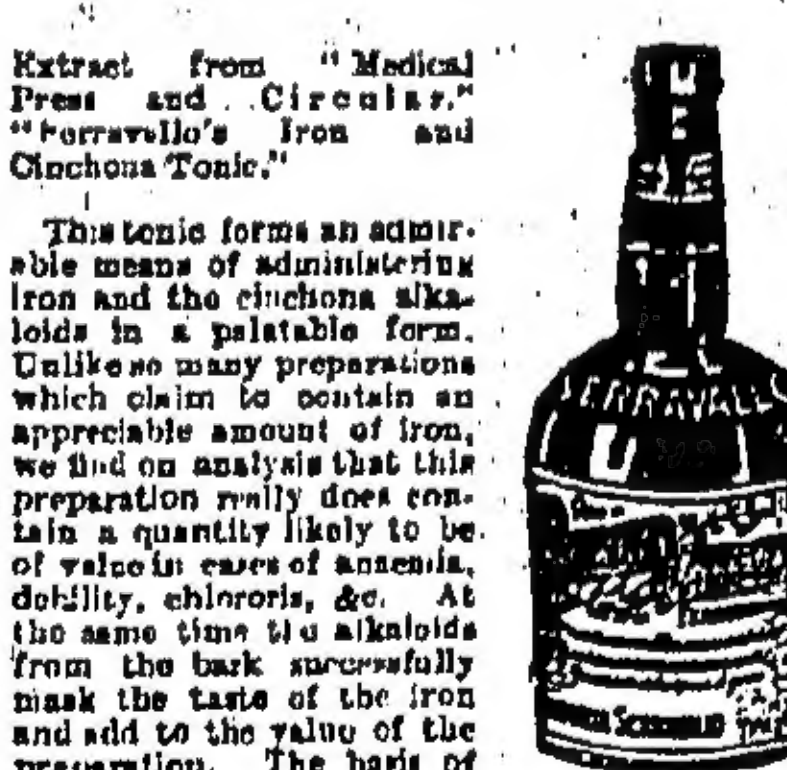 Extract from "Medical
Press and Circular."
"Ferravallo's Iron and
Cinchona Tonic."
This tonic forms an admir-
able means of administering
Iron and the cinchona alka-
loids in a palatable form.
Unlike so many preparations
which claim to contain an
appreciable amount of iron,
we find on analysis that this
preparation really does con-
tain a quantity likely to be
of value in cases of anaemia,
debility, chlorosis, &c. At
the same time the alkaloids
from the bark successfully
mask the taste of the iron
and add to the value of the
preparation. The basis of
SERRAVALLO